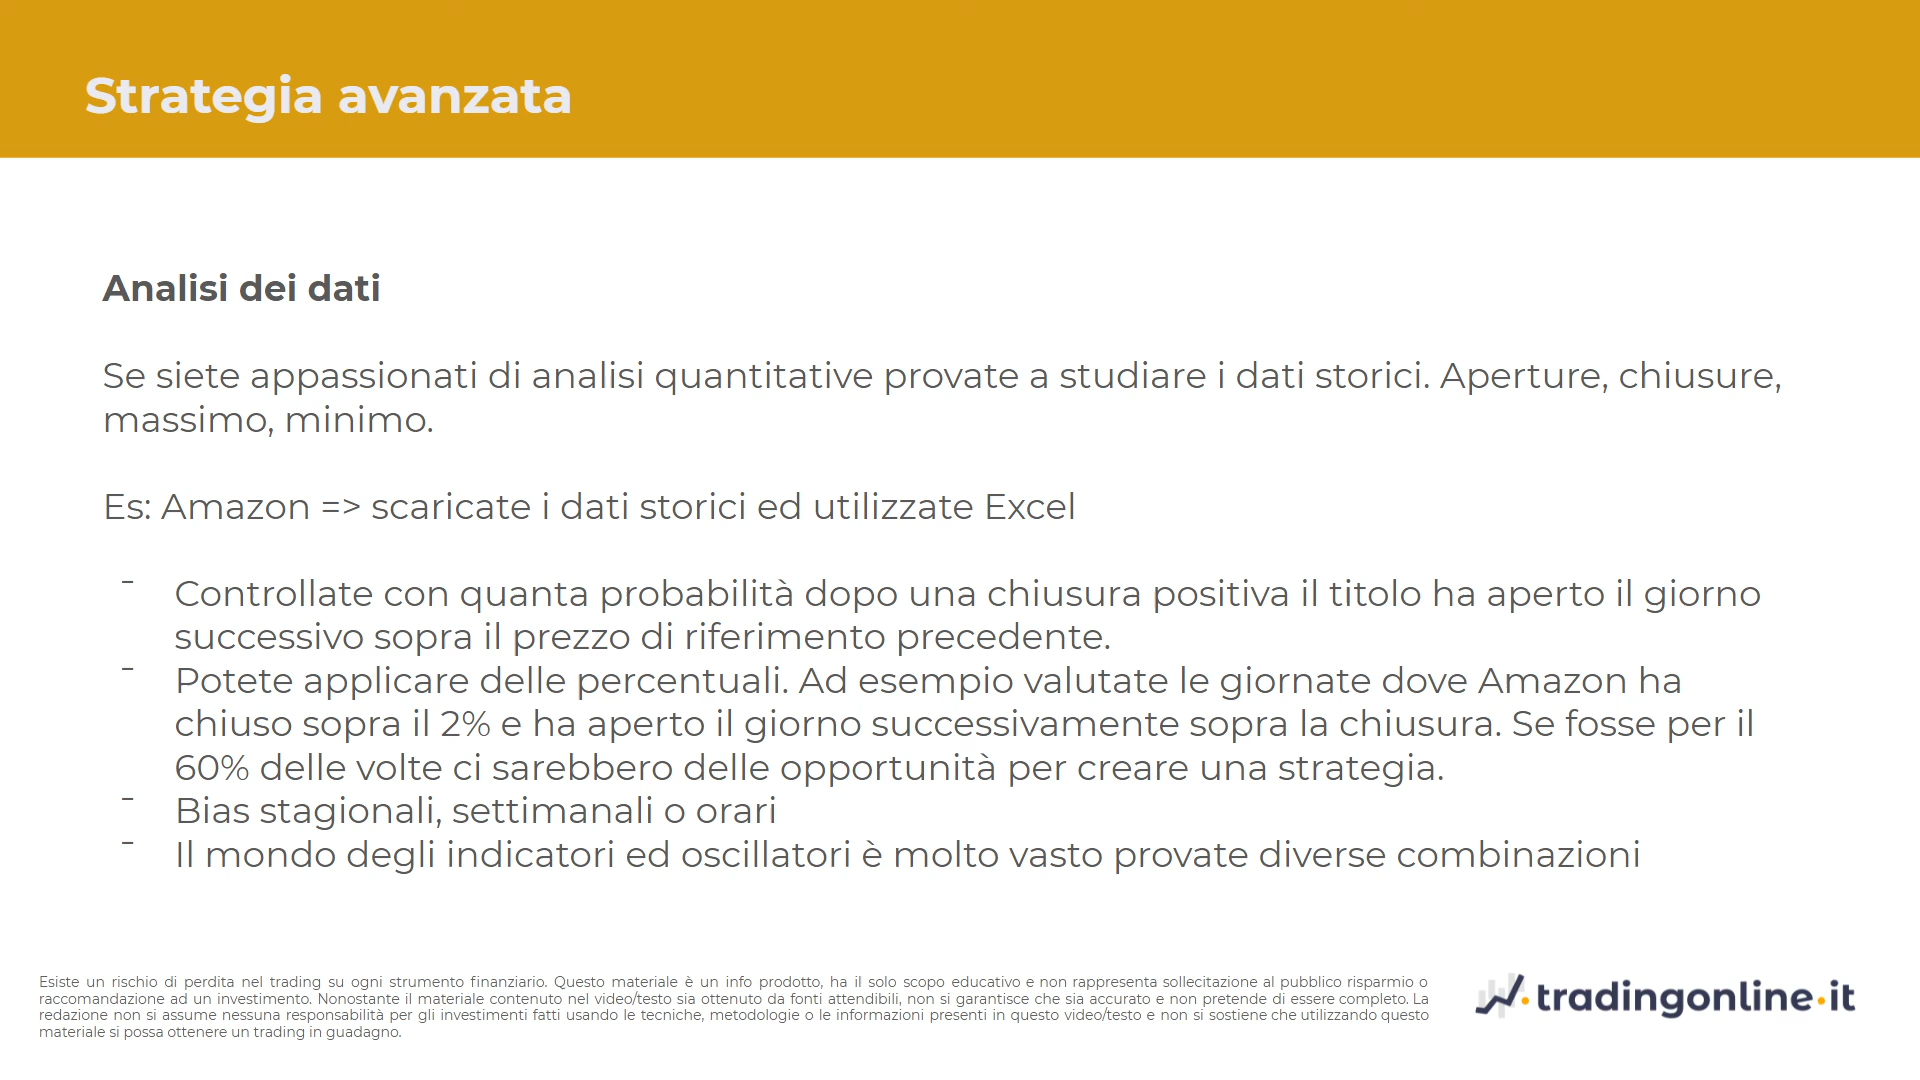 Strategia avanzata
Analisi dei dati
Se siete appassionati di analisi quantitative provate a studiare i dati storici. Aperture, chiusure,
massimo, minimo.
Es: Amazon => scaricate i dati storici ed utilizzate Excel
- Controllate con quanta probabilità dopo una chiusura positiva il titolo ha aperto il giorno
successivo sopra il prezzo di riferimento precedente.
- Potete applicare delle percentuali. Ad esempio valutate le giornate dove Amazon ha
chiuso sopra il 2% e ha aperto il giorno successivamente sopra la chiusura. Se fosse per il
60% delle volte ci sarebbero delle opportunità per creare una strategia.
- Bias stagionali, settimanali o orari
- Il mondo degli indicatori ed oscillatori è molto vasto provate diverse combinazioni
Esiste un rischio di perdita nel trading su ogni strumento finanziario. Questo materiale è un info prodotto, ha il solo scopo educativo e non rappresenta sollecitazione al pubblico risparmio o
raccomandazione ad un investimento. Nonostante il materiale contenuto nel video/testo sia ottenuto da fonti attendibili, non si garantisce che sia accurato e non pretende di essere completo. La
redazione non si assume nessuna responsabilità per gli investimenti fatti usando le tecniche, metodologie o le informazioni presenti in questo video/testo e non si sostiene che utilizzando questo
materiale si possa ottenere un trading in guadagno.
tradingonline.it